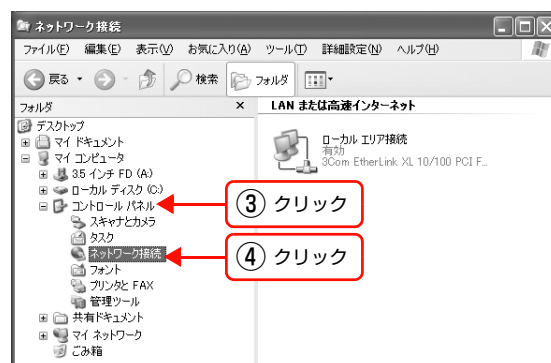 ネットワーク接続
ファイル(F) 編集(E) 表示(V) お気に入り(A) ツール(T) 詳細設定(N) ヘルプ(H)
戻る 検索 フォルダ
フォルダ × LAN または高速インターネット
デスクトップ
マイ ドキュメント
マイ コンピュータ
3.5 インチ FD (A:)
ローカル ディスク (C:)
コントロール パネル
スキャナとカメラ
タスク
ネットワーク接続
フォント
プリンタと FAX
管理ツール
共有ドキュメント
マイ ネットワーク
ごみ箱
ローカル エリア接続
有効
3Com EtherLink XL 10/100 PCI F...
③ クリック
④ クリック